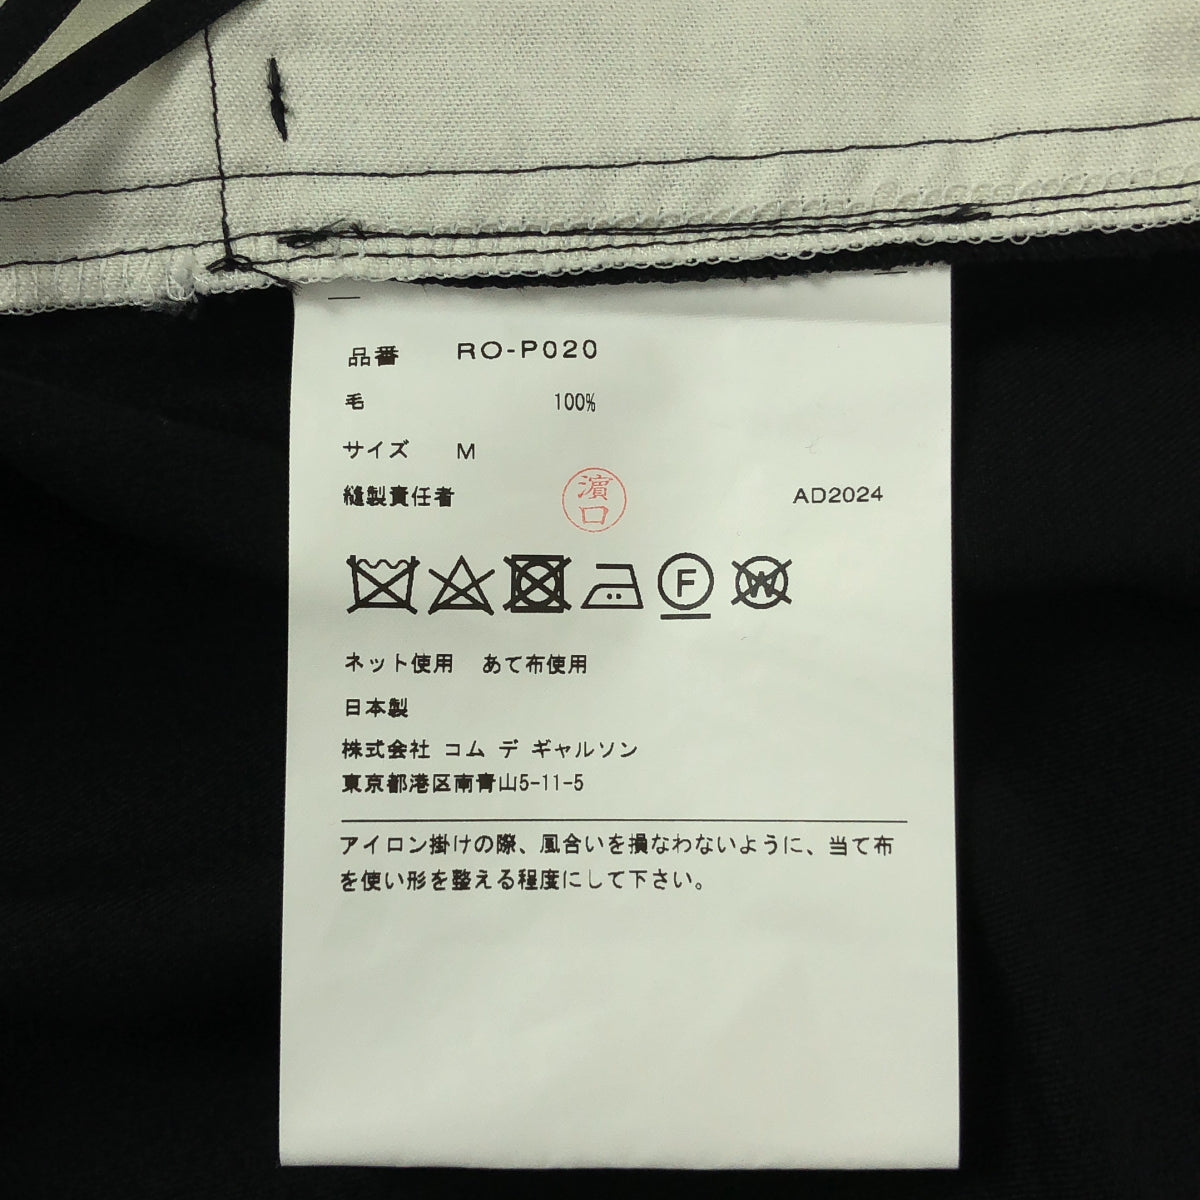 品番 RO-P020
毛 100%
サイズ M
縫製責任者 濵口 AD2024
F W
ネット使用 あて布使用
日本製
株式会社 コム デ ギャルソン
東京都港区南青山5-11-5
アイロン掛けの際、風合いを損なわないように、当て布
を使い形を整える程度にして下さい。